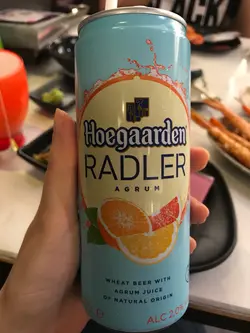 Hoegaarden
RADLER
AGRUM
WHEAT BEER WITH
AGRUM JUICE
OF NATURAL ORIGIN
ALC 2.0%